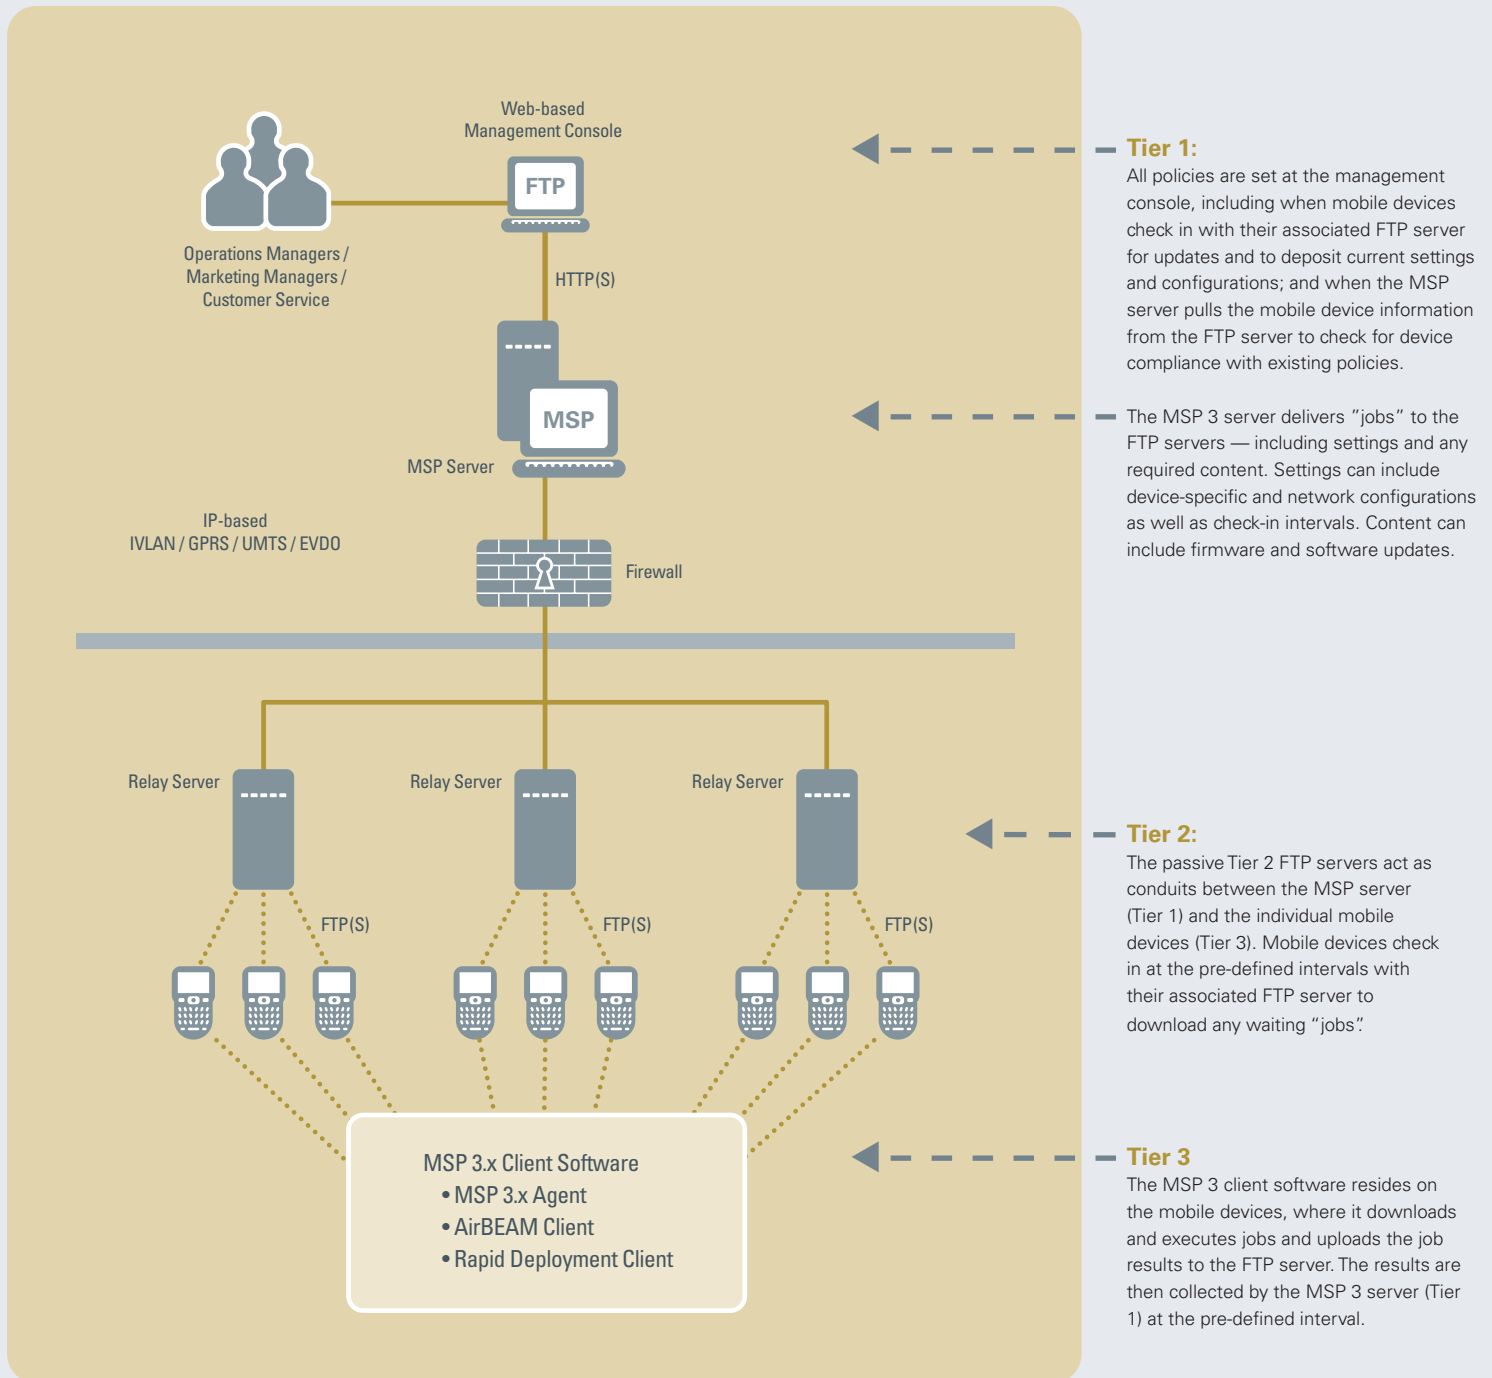 Web-based
Management Console
FTP
Operations Managers /
Marketing Managers /
Customer Service
HTTP(S)
MSP
MSP Server
IP-based
IVLAN / GPRS / UMTS / EVDO
Firewall
Relay Server
Relay Server
Relay Server
FTP(S)
FTP(S)
FTP(S)
MSP 3.x Client Software
• MSP 3.x Agent
• AirBEAM Client
• Rapid Deployment Client
Tier 1:
All policies are set at the management
console, including when mobile devices
check in with their associated FTP server
for updates and to deposit current settings
and configurations; and when the MSP
server pulls the mobile device information
from the FTP server to check for device
compliance with existing policies.
The MSP 3 server delivers "jobs" to the
FTP servers — including settings and any
required content. Settings can include
device-specific and network configurations
as well as check-in intervals. Content can
include firmware and software updates.
Tier 2:
The passive Tier 2 FTP servers act as
conduits between the MSP server
(Tier 1) and the individual mobile
devices (Tier 3). Mobile devices check
in at the pre-defined intervals with
their associated FTP server to
download any waiting “jobs”.
Tier 3
The MSP 3 client software resides on
the mobile devices, where it downloads
and executes jobs and uploads the job
results to the FTP server. The results are
then collected by the MSP 3 server (Tier
1) at the pre-defined interval.